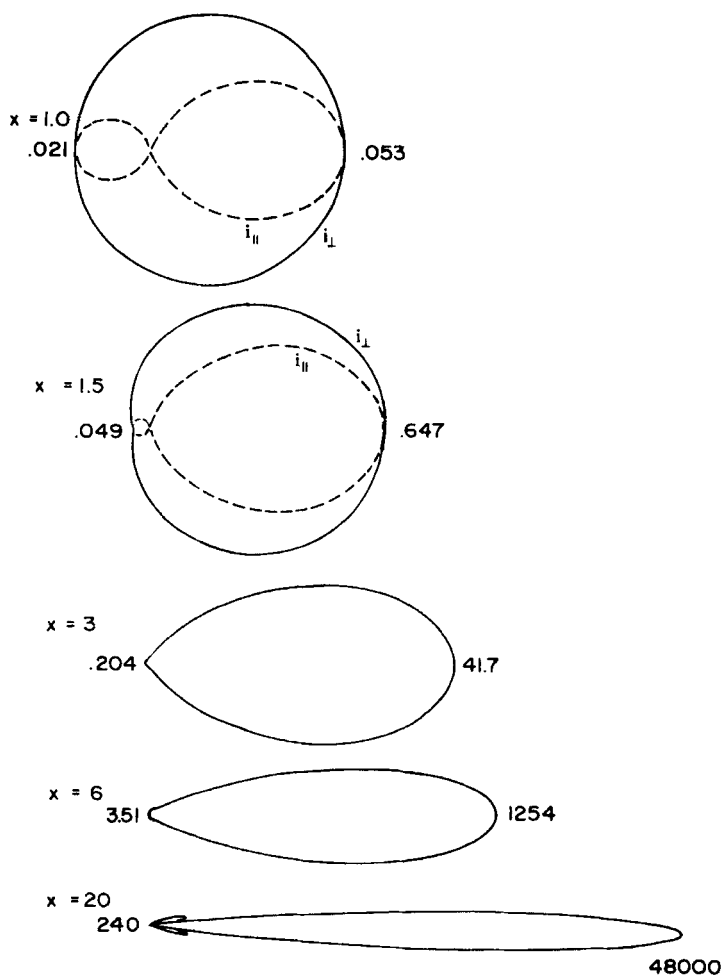 x = 1.0
.021
.053
i∥
i⊥
i⊥
i∥
x = 1.5
.049
.647
x = 3
.204
41.7
x = 6
3.51
1254
x = 20
240
48000